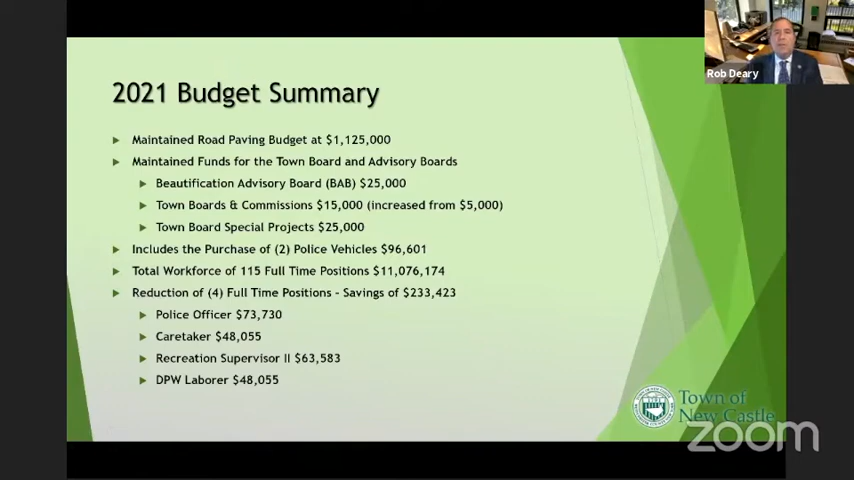 Rob Deary
2021 Budget Summary
Maintained Road Paving Budget at $1,125,000
Maintained Funds for the Town Board and Advisory Boards
Beautification Advisory Board (BAB) $25,000
Town Boards & Commissions $15,000 (increased from $5,000)
Town Board Special Projects $25,000
Includes the Purchase of (2) Police Vehicles $96,601
Total Workforce of 115 Full Time Positions $11,076,174
Reduction of (4) Full Time Positions – Savings of $233,423
Police Officer $73,730
Caretaker $48,055
Recreation Supervisor II $63,583
DPW Laborer $48,055
Town of
New Castle
zoom